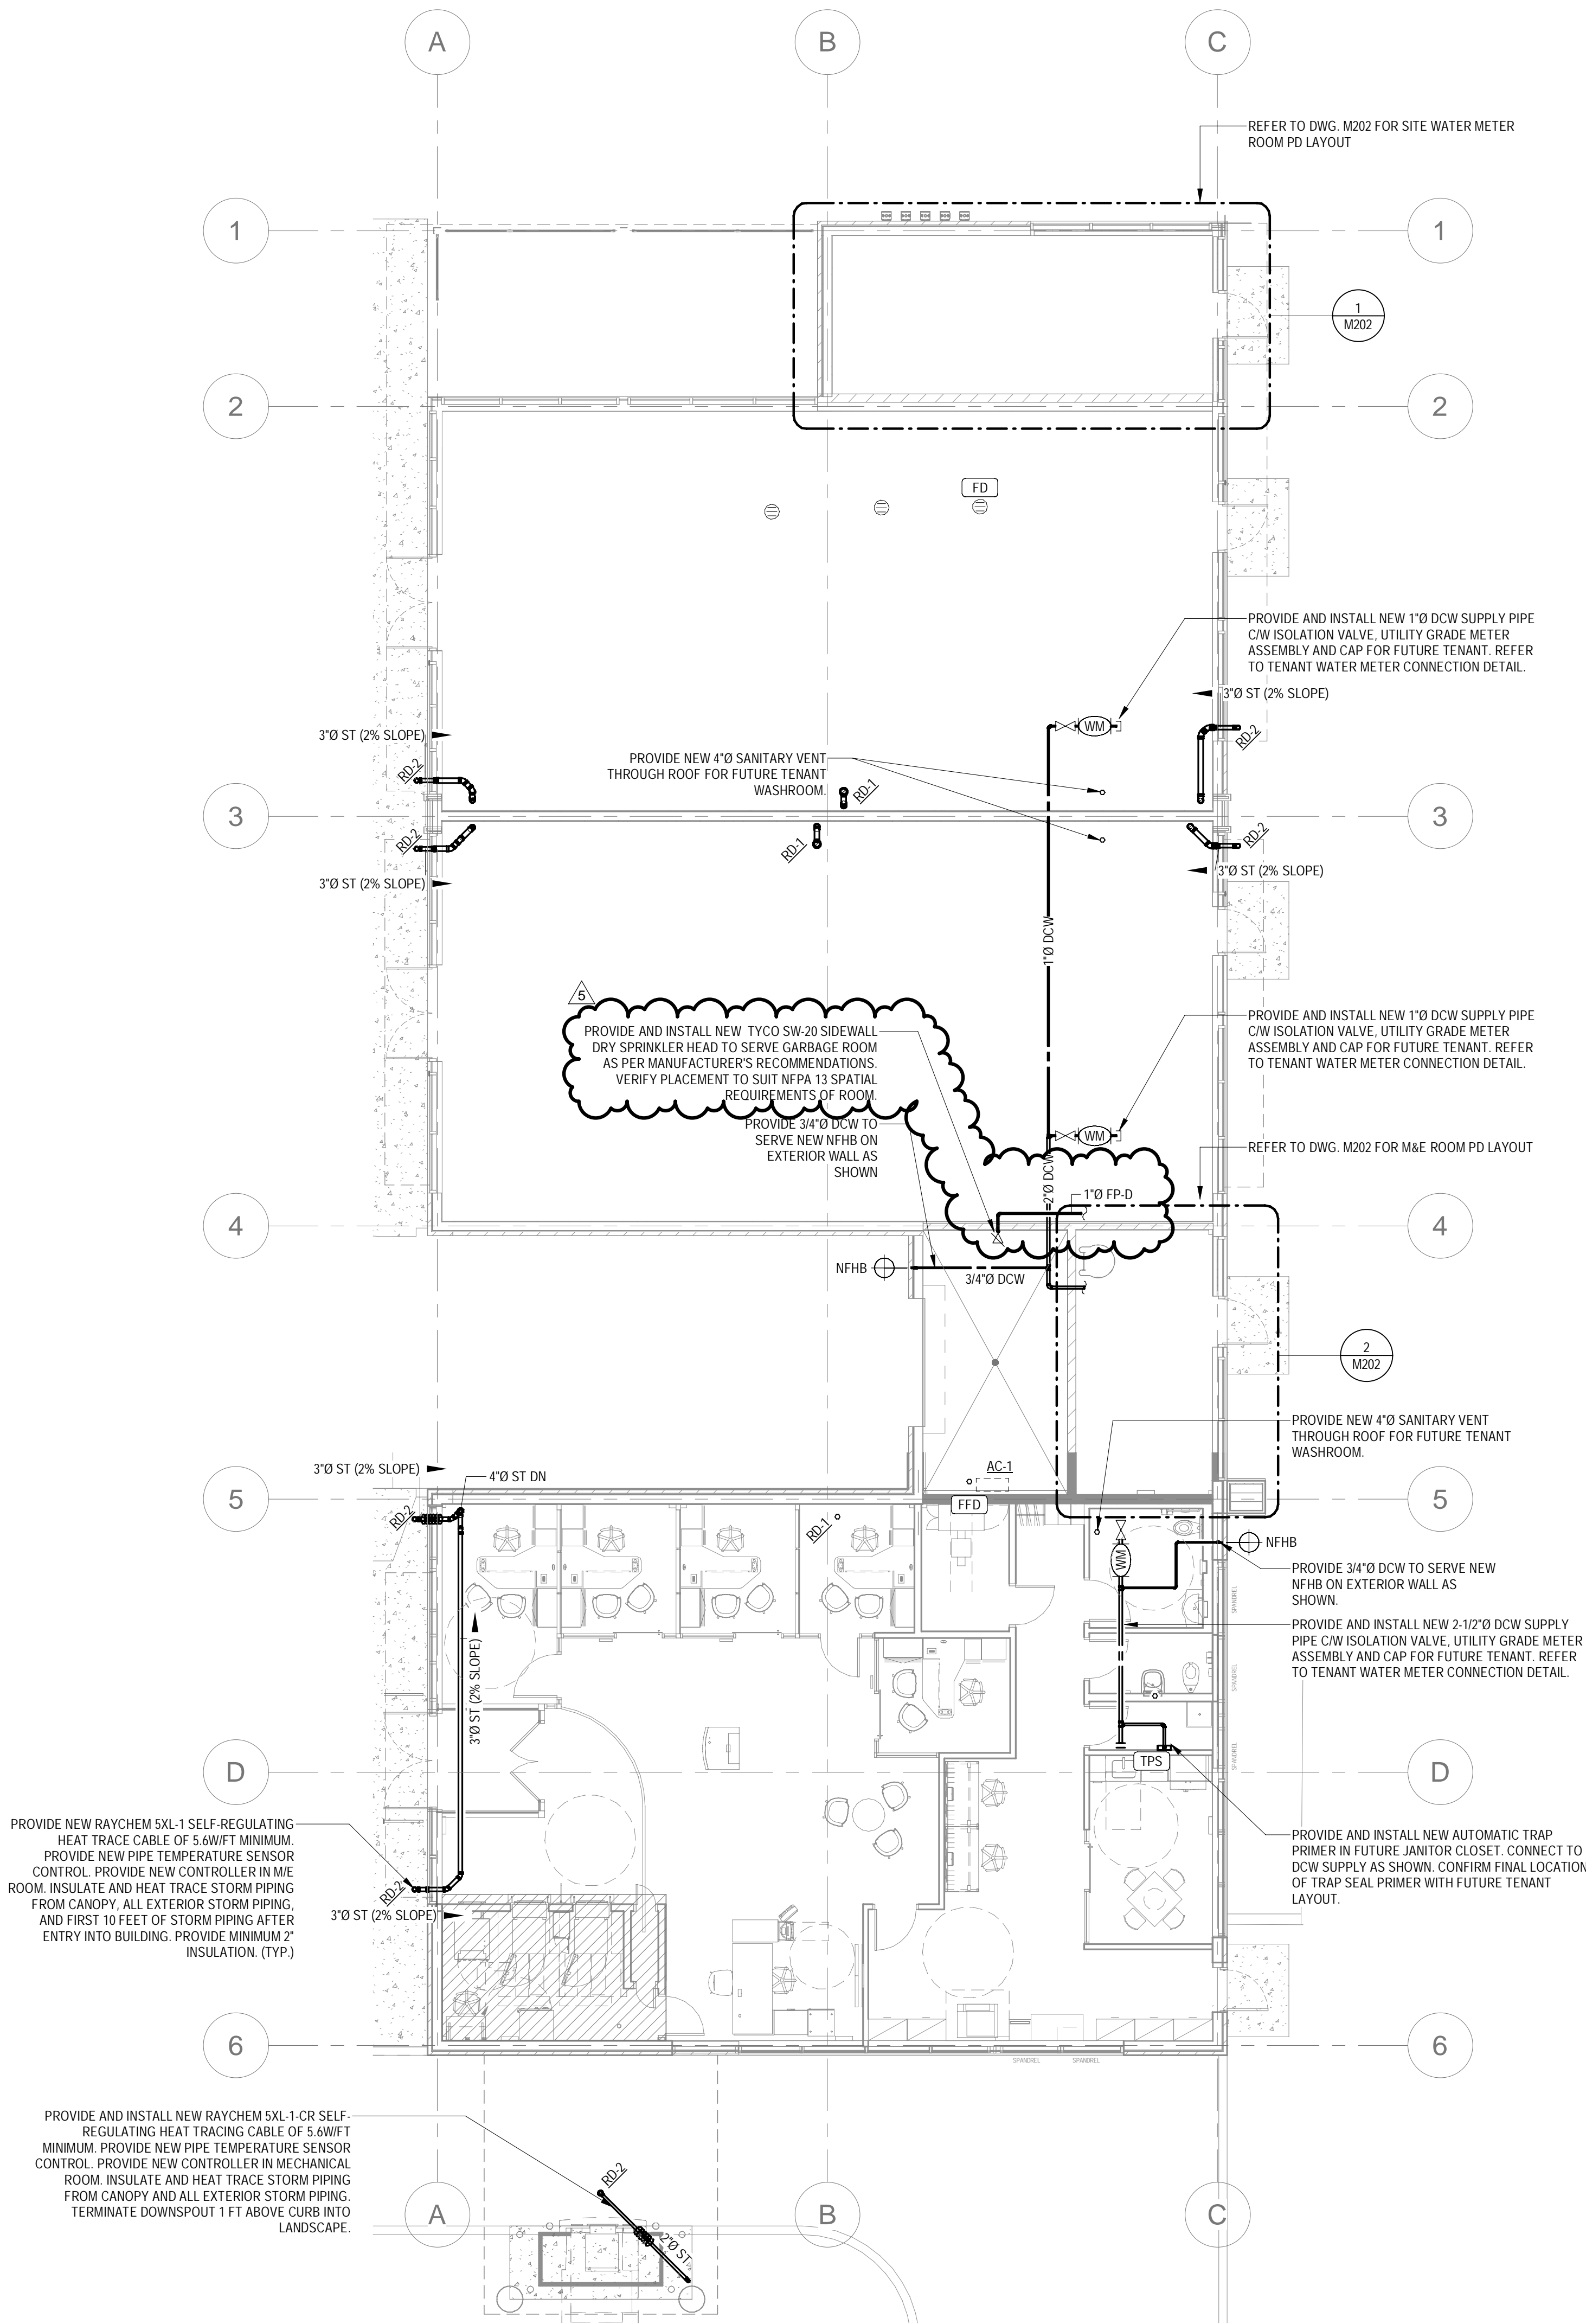 A
B
C
REFER TO DWG. M202 FOR SITE WATER METER
ROOM PD LAYOUT
1
1
1
M202
2
2
FD
PROVIDE AND INSTALL NEW 1"Ø DCW SUPPLY PIPE
C/W ISOLATION VALVE, UTILITY GRADE METER
ASSEMBLY AND CAP FOR FUTURE TENANT. REFER
TO TENANT WATER METER CONNECTION DETAIL.
3"Ø ST (2% SLOPE)
3"Ø ST (2% SLOPE)
WM
RD-2
PROVIDE NEW 4"Ø SANITARY VENT
THROUGH ROOF FOR FUTURE TENANT
WASHROOM.
RD-2
RD-1
3
3
RD-2
RD-1
RD-2
3"Ø ST (2% SLOPE)
3"Ø ST (2% SLOPE)
1"Ø DCW
5
PROVIDE AND INSTALL NEW TYCO SW-20 SIDEWALL
DRY SPRINKLER HEAD TO SERVE GARBAGE ROOM
AS PER MANUFACTURER'S RECOMMENDATIONS.
VERIFY PLACEMENT TO SUIT NFPA 13 SPATIAL
REQUIREMENTS OF ROOM.
PROVIDE 3/4"Ø DCW TO
SERVE NEW NFHB ON
EXTERIOR WALL AS
SHOWN
PROVIDE AND INSTALL NEW 1"Ø DCW SUPPLY PIPE
C/W ISOLATION VALVE, UTILITY GRADE METER
ASSEMBLY AND CAP FOR FUTURE TENANT. REFER
TO TENANT WATER METER CONNECTION DETAIL.
WM
REFER TO DWG. M202 FOR M&E ROOM PD LAYOUT
2"Ø DCW
1"Ø FP-D
4
4
NFHB
3/4"Ø DCW
2
M202
PROVIDE NEW 4"Ø SANITARY VENT
THROUGH ROOF FOR FUTURE TENANT
WASHROOM.
3"Ø ST (2% SLOPE)
4"Ø ST DN
AC-1
5
5
FFD
RD-2
RD-1
WM
NFHB
PROVIDE 3/4"Ø DCW TO SERVE NEW
NFHB ON EXTERIOR WALL AS
SHOWN.
SPANDREL
PROVIDE AND INSTALL NEW 2-1/2"Ø DCW SUPPLY
PIPE C/W ISOLATION VALVE, UTILITY GRADE METER
ASSEMBLY AND CAP FOR FUTURE TENANT. REFER
TO TENANT WATER METER CONNECTION DETAIL.
SPANDREL
3"Ø ST (2% SLOPE)
SPANDREL
TPS
D
D
PROVIDE NEW RAYCHEM 5XL-1 SELF-REGULATING
HEAT TRACE CABLE OF 5.6W/FT MINIMUM.
PROVIDE NEW PIPE TEMPERATURE SENSOR
CONTROL. PROVIDE NEW CONTROLLER IN M/E
ROOM. INSULATE AND HEAT TRACE STORM PIPING
FROM CANOPY, ALL EXTERIOR STORM PIPING,
AND FIRST 10 FEET OF STORM PIPING AFTER
ENTRY INTO BUILDING. PROVIDE MINIMUM 2"
INSULATION. (TYP.)
RD-2
3"Ø ST (2% SLOPE)
PROVIDE AND INSTALL NEW AUTOMATIC TRAP
PRIMER IN FUTURE JANITOR CLOSET. CONNECT TO
DCW SUPPLY AS SHOWN. CONFIRM FINAL LOCATION
OF TRAP SEAL PRIMER WITH FUTURE TENANT
LAYOUT.
6
6
SPANDREL
SPANDREL
PROVIDE AND INSTALL NEW RAYCHEM 5XL-1-CR SELF-
REGULATING HEAT TRACING CABLE OF 5.6W/FT
MINIMUM. PROVIDE NEW PIPE TEMPERATURE SENSOR
CONTROL. PROVIDE NEW CONTROLLER IN MECHANICAL
ROOM. INSULATE AND HEAT TRACE STORM PIPING
FROM CANOPY AND ALL EXTERIOR STORM PIPING.
TERMINATE DOWNSPOUT 1 FT ABOVE CURB INTO
LANDSCAPE.
RD-2
2"Ø ST
A
B
C